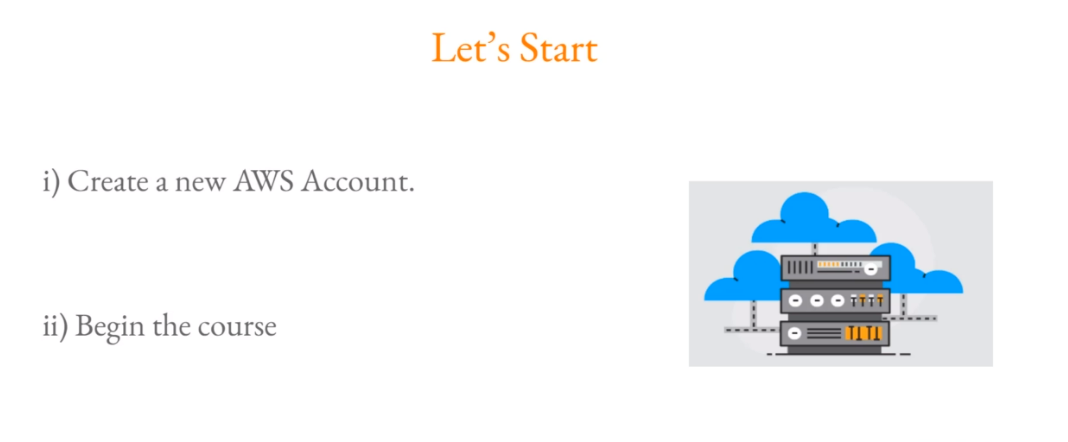 Let’s Start
i) Create a new AWS Account.
ii) Begin the course